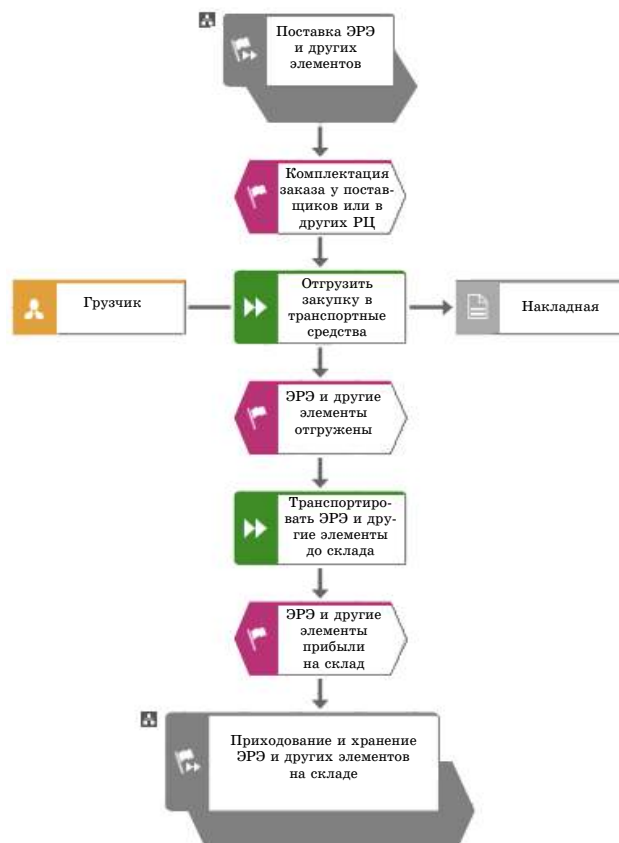 Поставка ЭРЭ
и других
элементов
Комплектация
заказа у постав-
щиков или в
других РЦ
Грузчик
Отгрузить
закупку в
транспортные
средства
Накладная
ЭРЭ и другие
элементы
отгружены
Транспортиро-
вать ЭРЭ и дру-
гие элементы
до склада
ЭРЭ и другие
элементы
прибыли
на склад
Приходование и хранение
ЭРЭ и других элементов
на складе